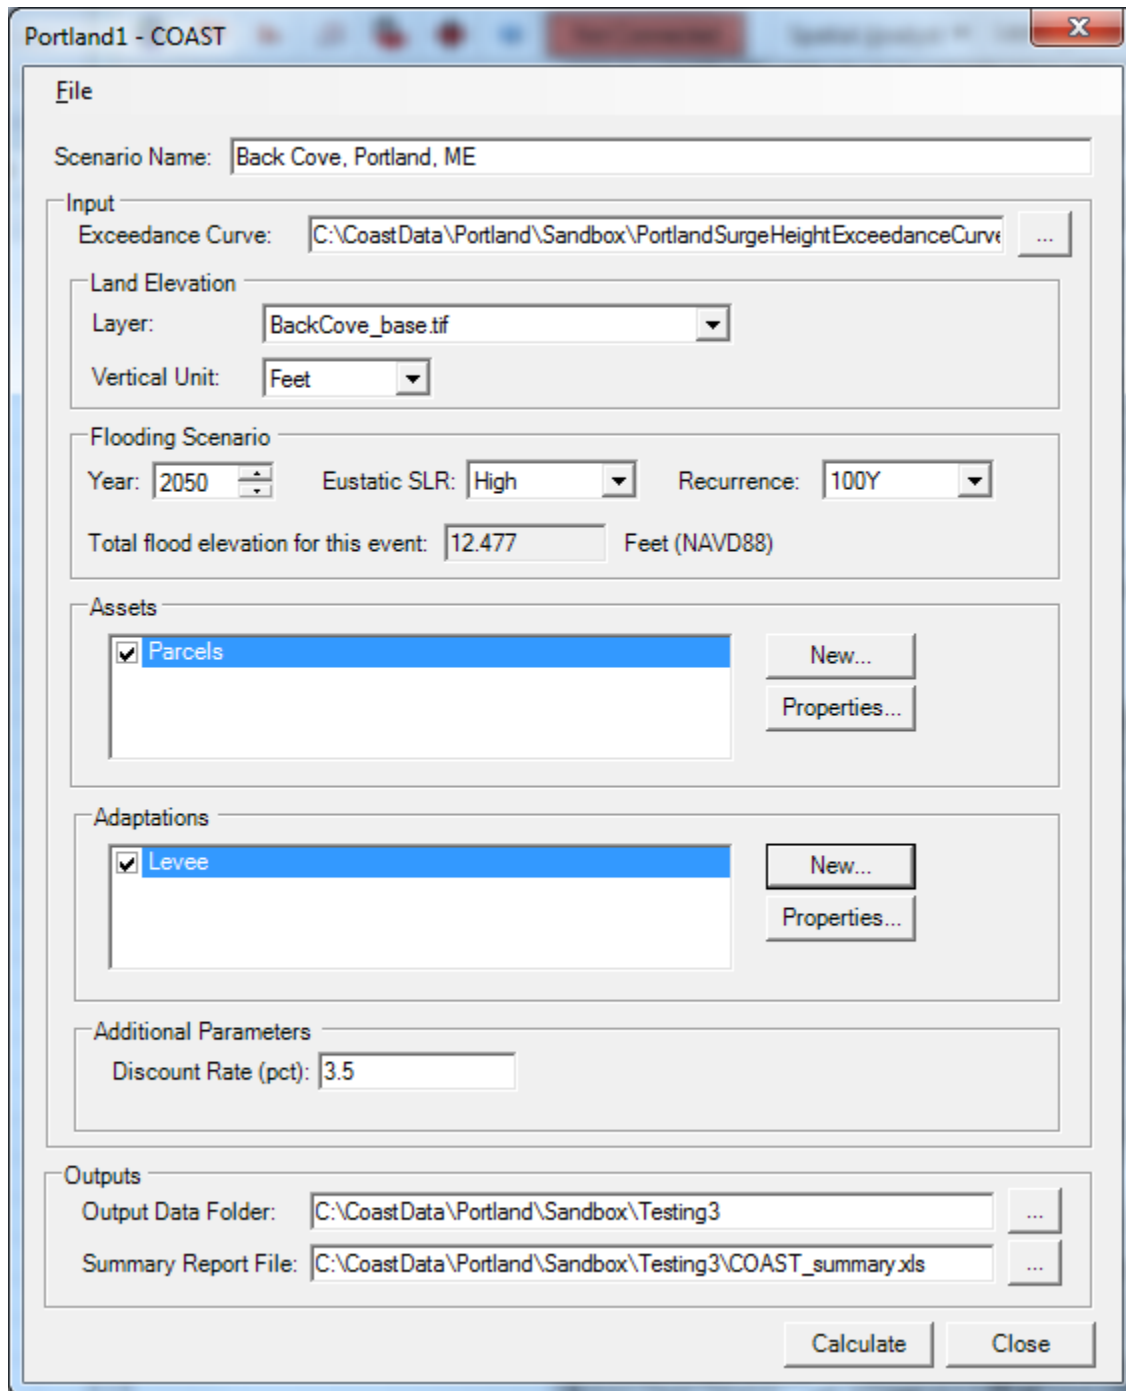 Portland1 - COAST
x
File
Scenario Name: Back Cove, Portland, ME
Input
Exceedance Curve: C:\CoastData\Portland\Sandbox\PortlandSurgeHeightExceedanceCurve ...
Land Elevation
Layer: BackCove_base.tif
Vertical Unit: Feet
Flooding Scenario
Year: 2050 Eustatic SLR: High Recurrence: 100Y
Total flood elevation for this event: 12.477 Feet (NAVD88)
Assets
Parcels New...
Properties...
Adaptations
Levee New...
Properties...
Additional Parameters
Discount Rate (pct): 3.5
Outputs
Output Data Folder: C:\CoastData\Portland\Sandbox\Testing3 ...
Summary Report File: C:\CoastData\Portland\Sandbox\Testing3\COAST_summary.xls ...
Calculate Close